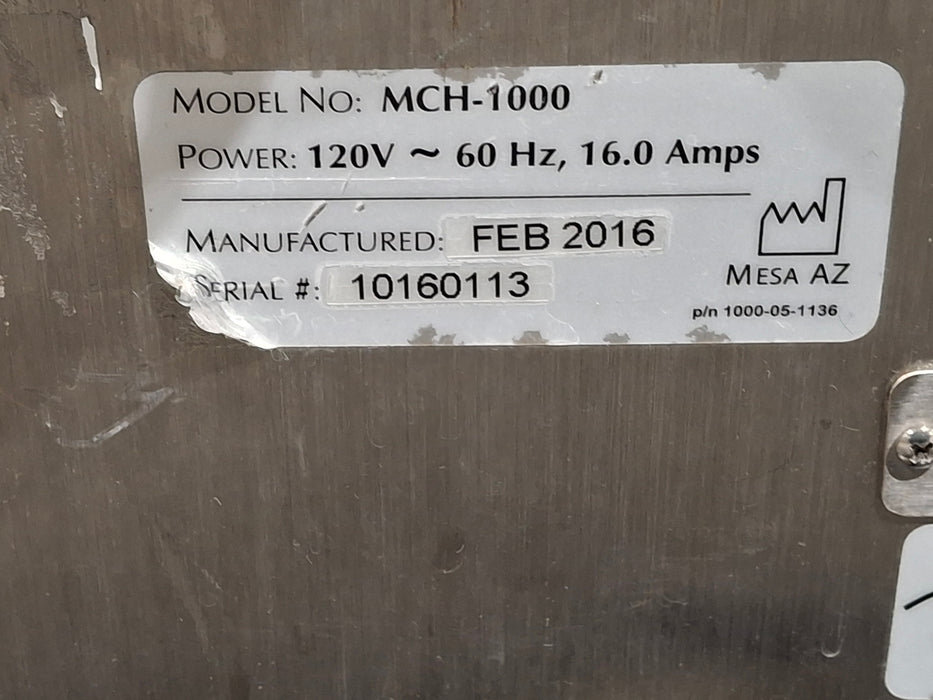 MODEL NO: MCH-1000
POWER: 120V ~ 60 Hz, 16.0 Amps
MANUFACTURED: FEB 2016
SERIAL #: 10160113
MESA AZ
p/n 1000-05-1136